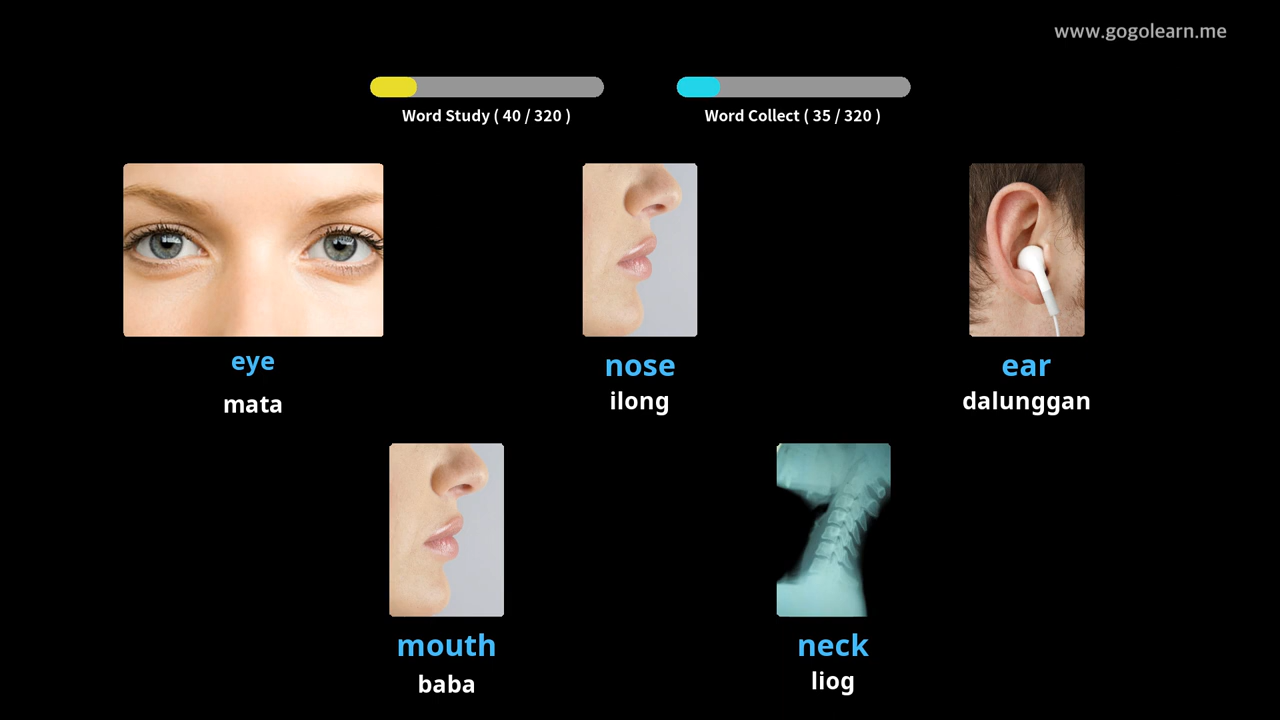 www.gogolearn.me
Word Study ( 40 / 320 )
Word Collect ( 35 / 320 )
eye
mata
nose
ilong
ear
dalunggan
mouth
baba
neck
liog